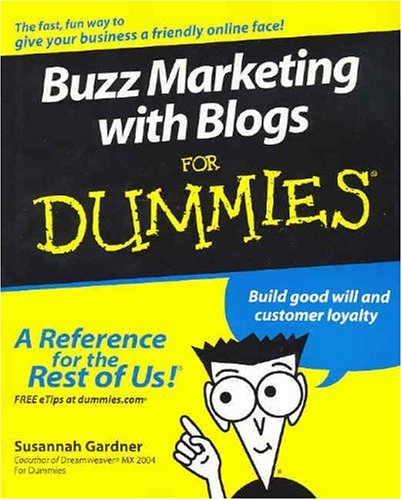 The fast, fun way to
give your business a friendly online face!
Buzz Marketing
with Blogs
FOR
DUMMIES®
Build good will and
customer loyalty
A Reference
for the
Rest of Us!®
FREE eTips at dummies.com®
Susannah Gardner
Coauthor of Dreamweaver® MX 2004
For Dummies